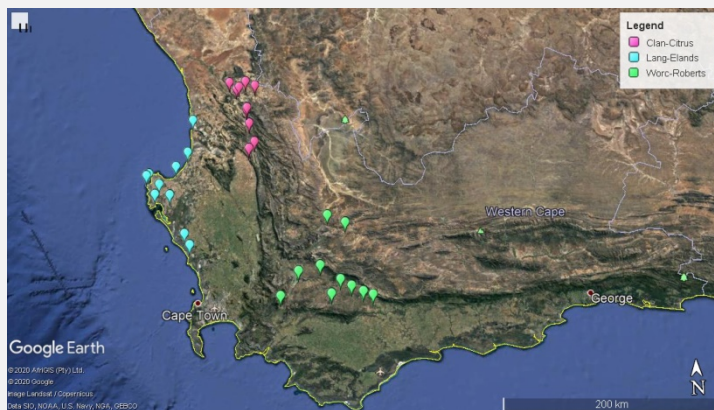 Legend
Clan-Citrus
Lang-Elands
Worc-Roberts
Western Cape
George
Cape Town
Google Earth
©2020 AfriGIS (Pty) Ltd.
©2020 Google
Image Landsat / Copernicus
Data SIO, NOAA, U.S. Navy, NGA, GEBCO
N
200 km